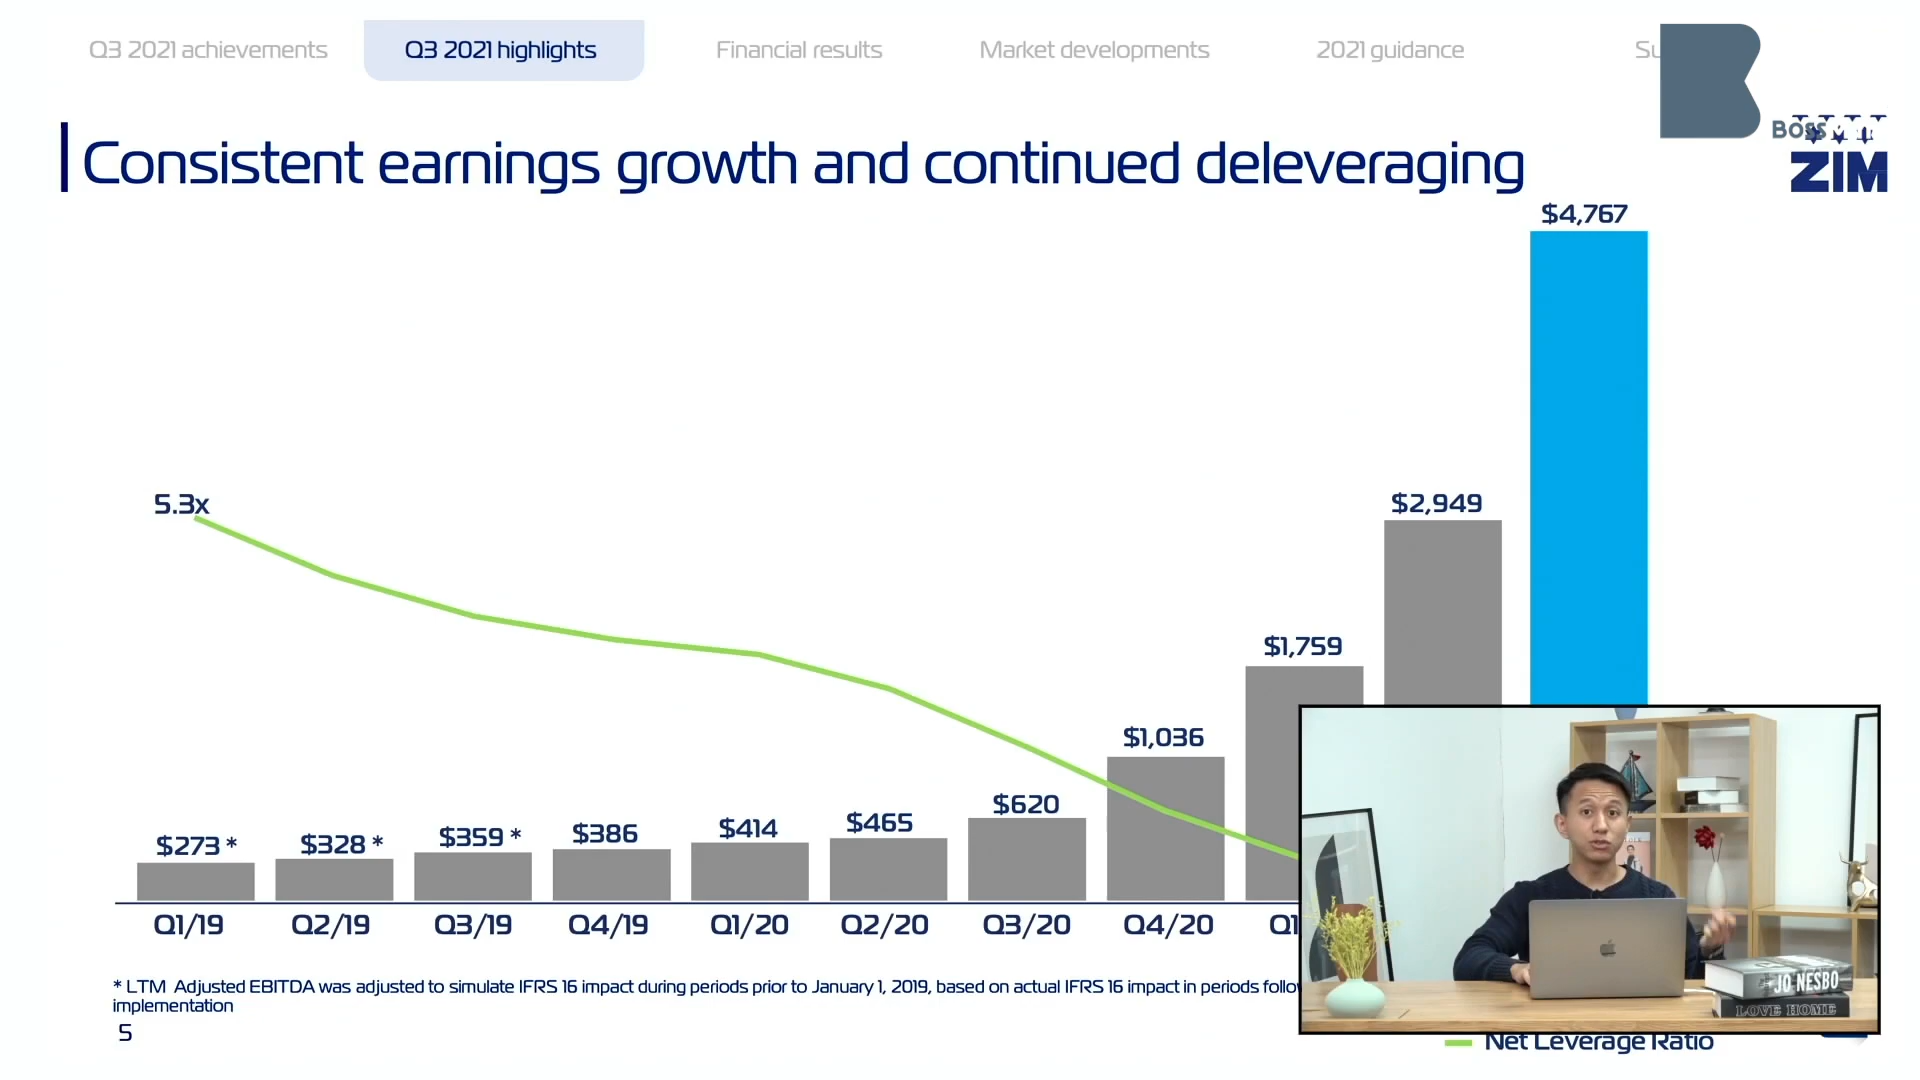 Q3 2021 achievements
Q3 2021 highlights
Financial results
Market developments
2021 guidance
Consistent earnings growth and continued deleveraging
ZIM
$4,767
5.3x
$2,949
$1,759
$1,036
$620
$465
$414
$386
$359 *
$328 *
$273 *
Q1/19
Q2/19
Q3/19
Q4/19
Q1/20
Q2/20
Q3/20
Q4/20
* LTM Adjusted EBITDA was adjusted to simulate IFRS 16 impact during periods prior to January 1, 2019, based on actual IFRS 16 impact in periods
implementation
5
Net Leverage Ratio
JO NESBO
LOVE HOME